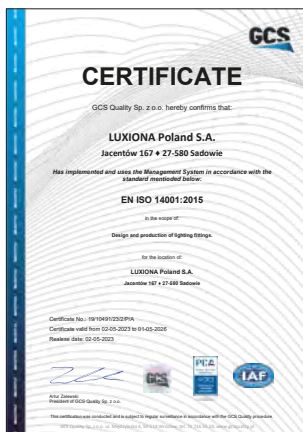 GCS
CERTIFICATE
GCS Quality Sp. z o.o. hereby confirms that:
LUXIONA Poland S.A.
Jacentów 167 ♦ 27-580 Sadowie
Has implemented and uses the Management System in accordance with the
standard mentioded below:
EN ISO 14001:2015
in the scope of:
Design and production of lighting fittings.
for the location of:
LUXIONA Poland S.A.
Jacentów 167 • 27-580 Sadowie
Certificate No.: 19/10491/23/2/P/A
Certificate valid from 02-05-2023 to 01-05-2026
Realese date: 02-05-2023
GCS
PCA
IAF
Artur Zalewski
President of GCS Quality Sp. z o.o.
This certification was conducted and is subject to regular surveillance in accordance with the GCS Quality procedure